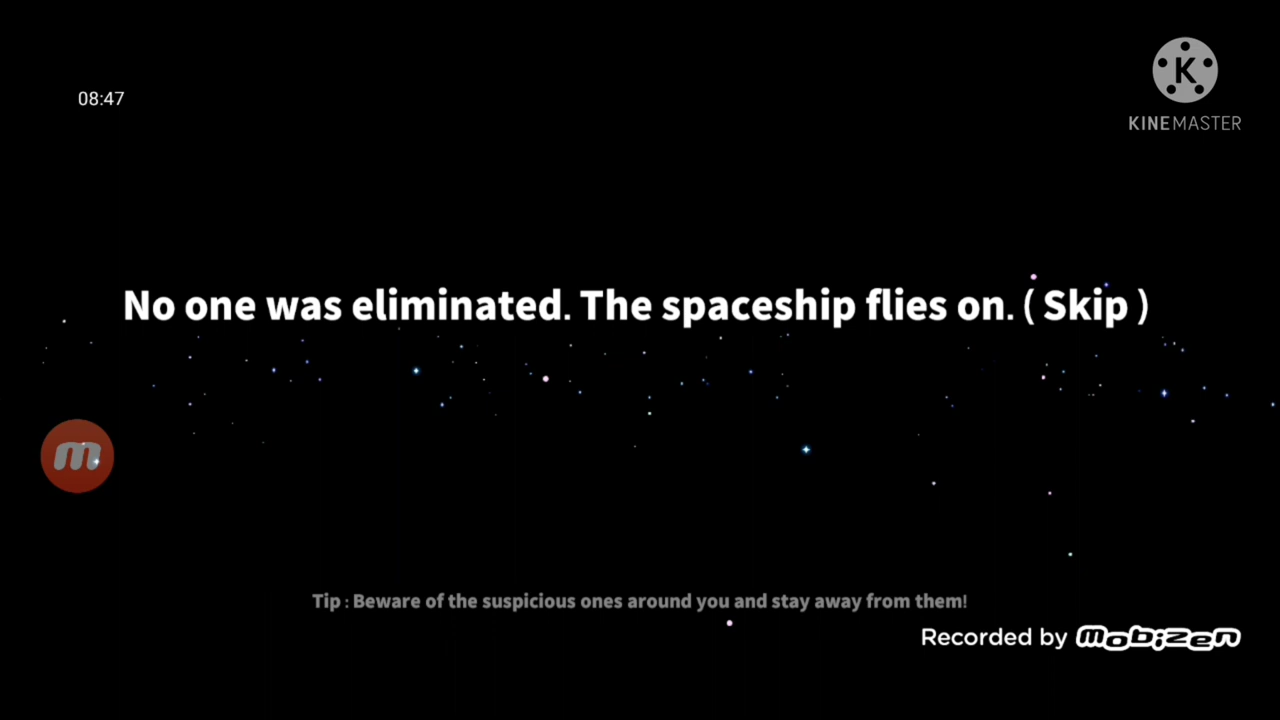 08:47
K
KINEMASTER
No one was eliminated. The spaceship flies on. ( Skip )
m
Tip : Beware of the suspicious ones around you and stay away from them!
Recorded by mobizen